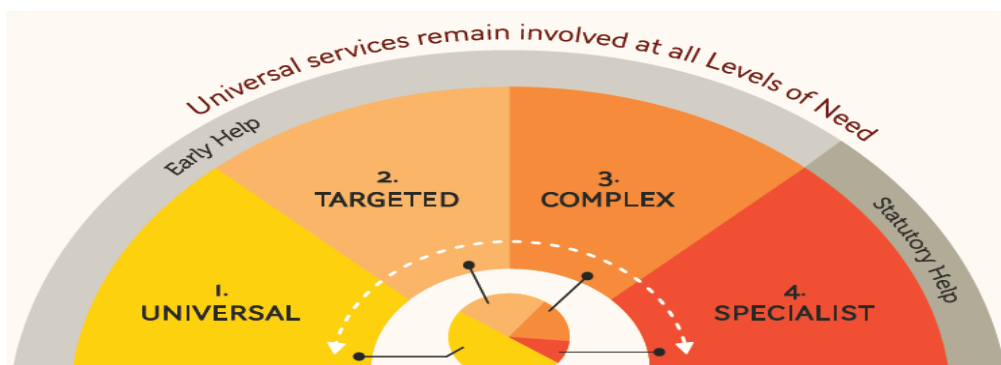 Universal services remain involved at all Levels of Need
Early Help
Statutory Help
1.
UNIVERSAL
2.
TARGETED
3.
COMPLEX
4.
SPECIALIST